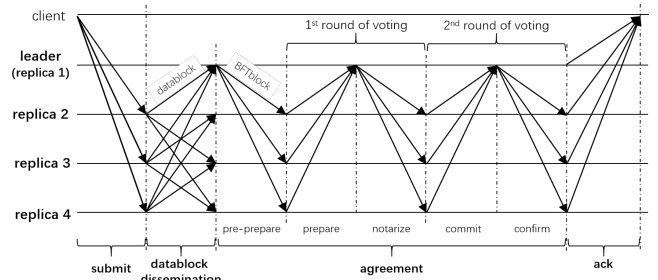 client
1st round of voting
2nd round of voting
leader
(replica 1)
datablock
BFTblock
replica 2
replica 3
replica 4
pre-prepare
prepare
notarize
commit
confirm
submit
datablock
dissemination
agreement
ack